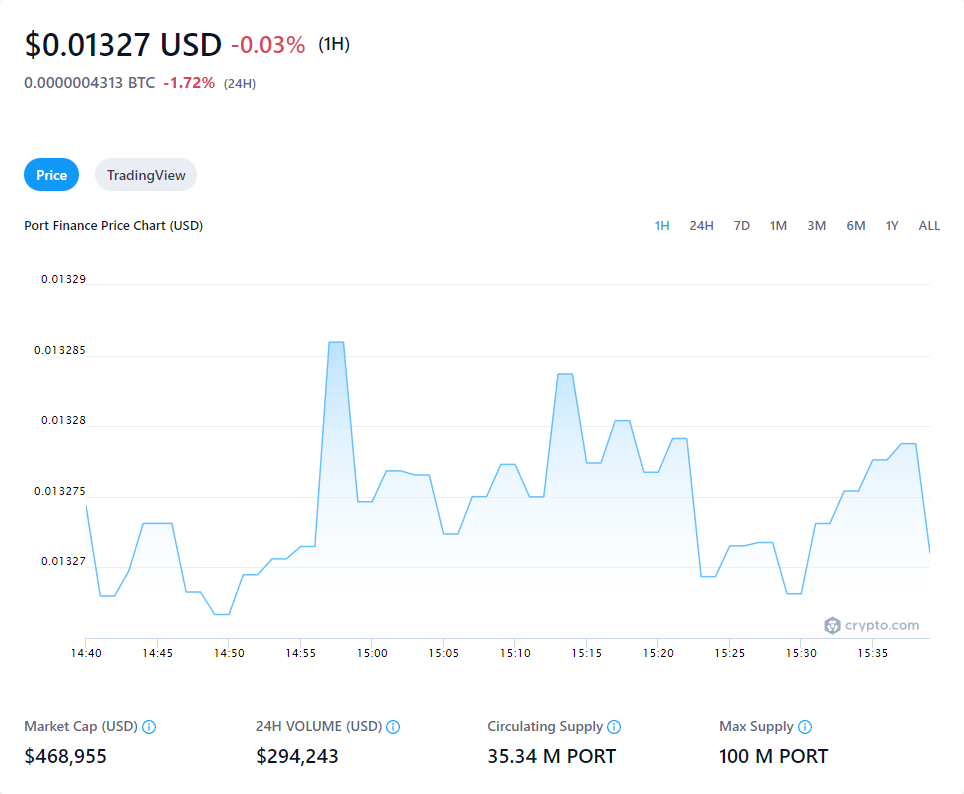 $0.01327 USD -0.03% (1H)
0.0000004313 BTC -1.72% (24H)
Price TradingView
Port Finance Price Chart (USD)
1H 24H 7D 1M 3M 6M 1Y ALL
0.01329
0.013285
0.01328
0.013275
0.01327
crypto.com
14:40 14:45 14:50 14:55 15:00 15:05 15:10 15:15 15:20 15:25 15:30 15:35
Market Cap (USD) 24H VOLUME (USD) Circulating Supply Max Supply
$468,955 $294,243 35.34 M PORT 100 M PORT